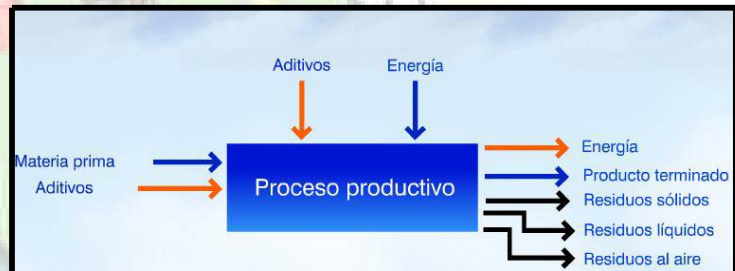 Aditivos
Energía
Materia prima
Aditivos
Proceso productivo
Energía
Producto terminado
Residuos sólidos
Residuos líquidos
Residuos al aire